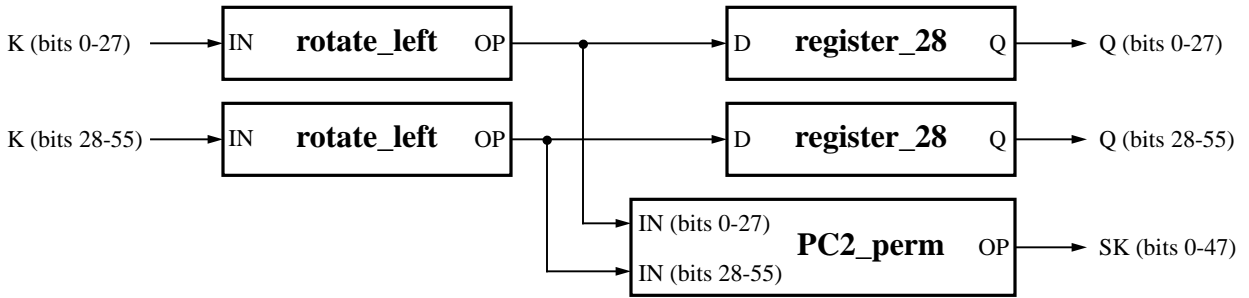 K (bits 0-27) IN rotate_left OP D register_28 Q Q (bits 0-27)
K (bits 28-55) IN rotate_left OP D register_28 Q Q (bits 28-55)
IN (bits 0-27)
PC2_perm OP SK (bits 0-47)
IN (bits 28-55)